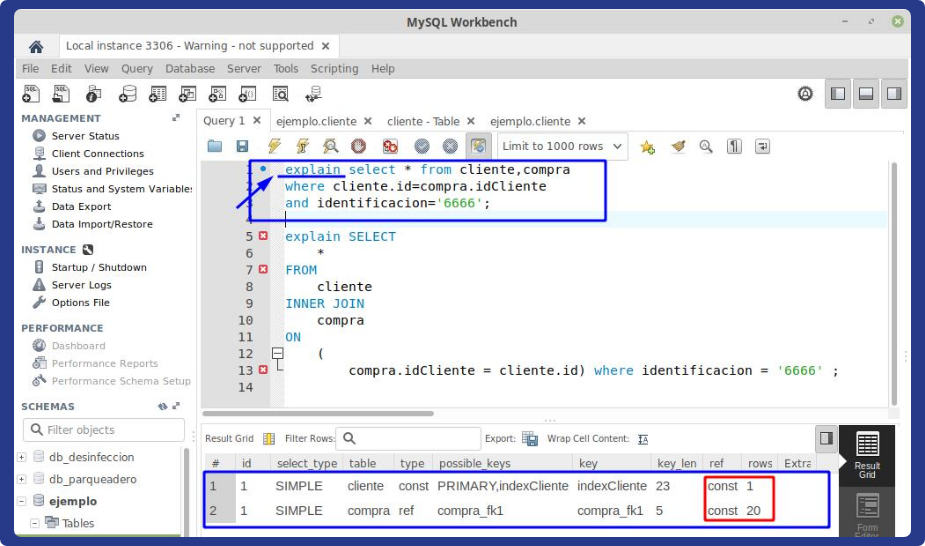 MySQL Workbench
Local instance 3306 - Warning - not supported
File Edit View Query Database Server Tools Scripting Help
MANAGEMENT
Server Status
Client Connections
Users and Privileges
Status and System Variables
Data Export
Data Import/Restore
INSTANCE
Startup / Shutdown
Server Logs
Options File
PERFORMANCE
Dashboard
Performance Reports
Performance Schema Setup
SCHEMAS
Filter objects
db_desinfeccion
db_parqueadero
ejemplo
Tables
Query 1 ejemplo.cliente cliente - Table ejemplo.cliente
Limit to 1000 rows
1 explain select * from cliente,compra
2 where cliente.id=compra.idCliente
3 and identificacion='6666';
4
5 explain SELECT
6 *
7 FROM
8 cliente
9 INNER JOIN
10 compra
11 ON
12 (
13 compra.idCliente = cliente.id) where identificacion = '6666' ;
14
Result Grid Filter Rows: Export: Wrap Cell Content:
# id select_type table type possible_keys key key_len ref rows Extra
1 1 SIMPLE cliente const PRIMARY,indexCliente indexCliente 23 const 1
2 1 SIMPLE compra ref compra_fk1 compra_fk1 5 const 20
Result
Grid
Form
Editor